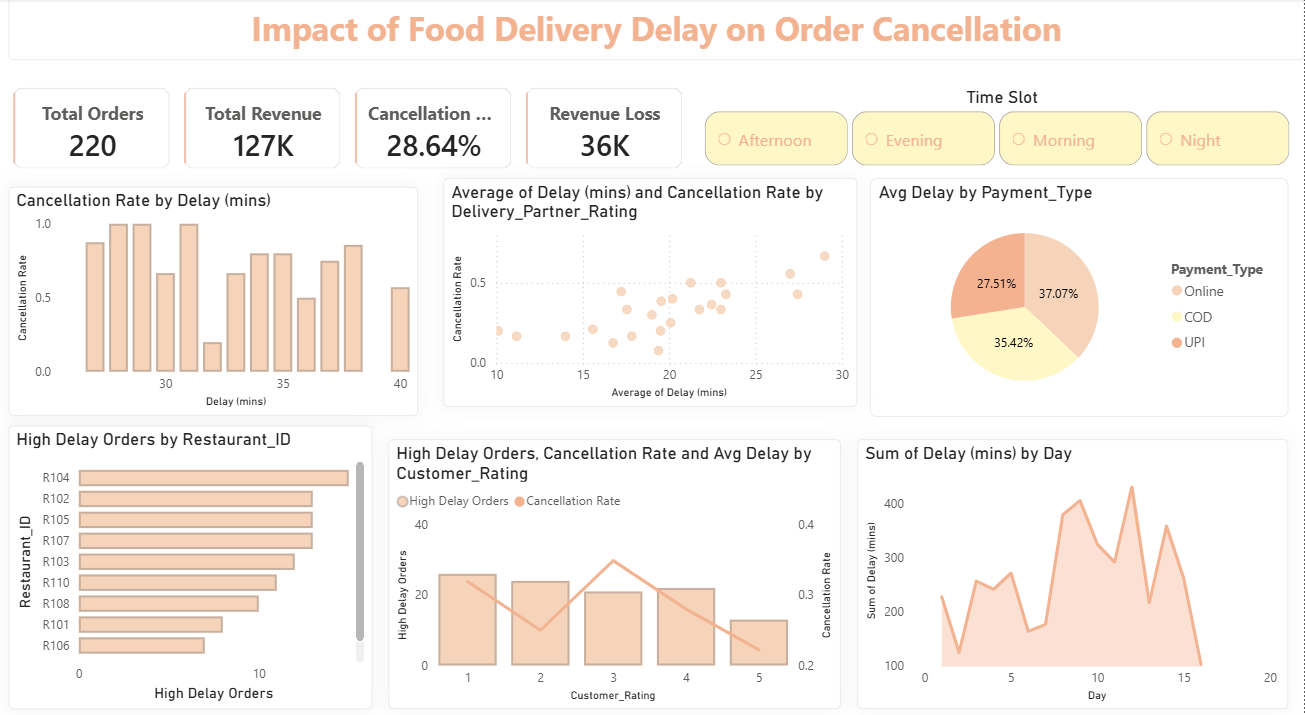 Impact of Food Delivery Delay on Order Cancellation
Total Orders
220
Total Revenue
127K
Cancellation ...
28.64%
Revenue Loss
36K
Time Slot
Afternoon
Evening
Morning
Night
Cancellation Rate by Delay (mins)
Cancellation Rate
1.0
0.5
0.0
30
35
40
Delay (mins)
Average of Delay (mins) and Cancellation Rate by
Delivery_Partner_Rating
Cancellation Rate
0.5
0.0
10
15
20
25
30
Average of Delay (mins)
Avg Delay by Payment_Type
27.51%
37.07%
35.42%
Payment_Type
Online
COD
UPI
High Delay Orders by Restaurant_ID
Restaurant_ID
R104
R102
R105
R107
R103
R110
R108
R101
R106
0
10
High Delay Orders
High Delay Orders, Cancellation Rate and Avg Delay by
Customer_Rating
High Delay Orders
Cancellation Rate
High Delay Orders
40
20
0
0.4
0.3
0.2
Cancellation Rate
1
2
3
4
5
Customer_Rating
Sum of Delay (mins) by Day
Sum of Delay (mins)
400
300
200
100
0
5
10
15
20
Day